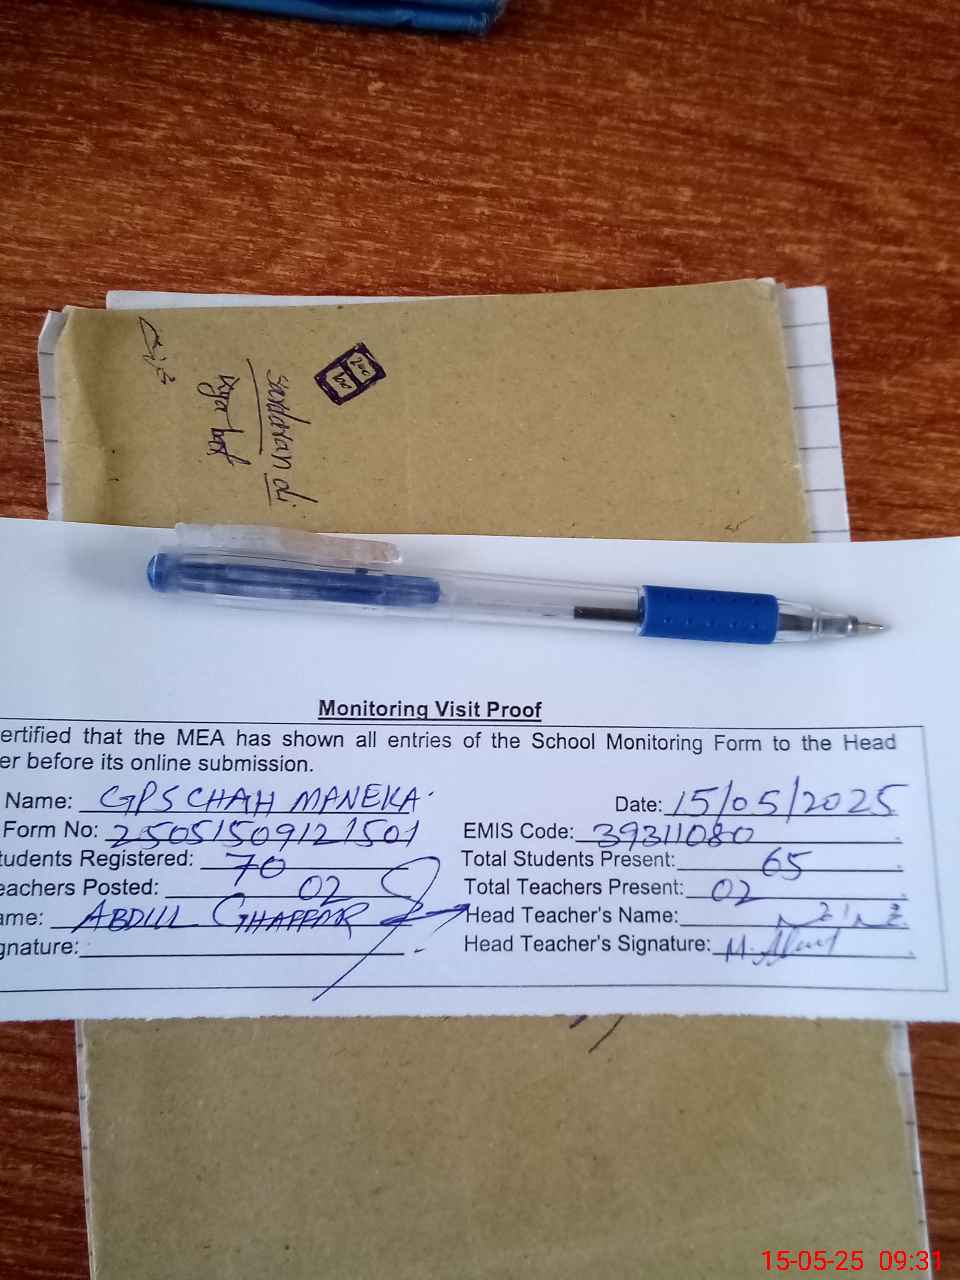 sardaran di
Monitoring Visit Proof
ertified that the MEA has shown all entries of the School Monitoring Form to the Head
er before its online submission.
Name: GPS CHAH MANEKA
Date: 15/05/2025
Form No: 25051509121501
EMIS Code: 39311080
tudents Registered: 70
Total Students Present: 65
eachers Posted: 02
Total Teachers Present: 02
ame: ABDUL GHAFFAR
Head Teacher's Name:
gnature:
Head Teacher's Signature:
15-05-25 09:31